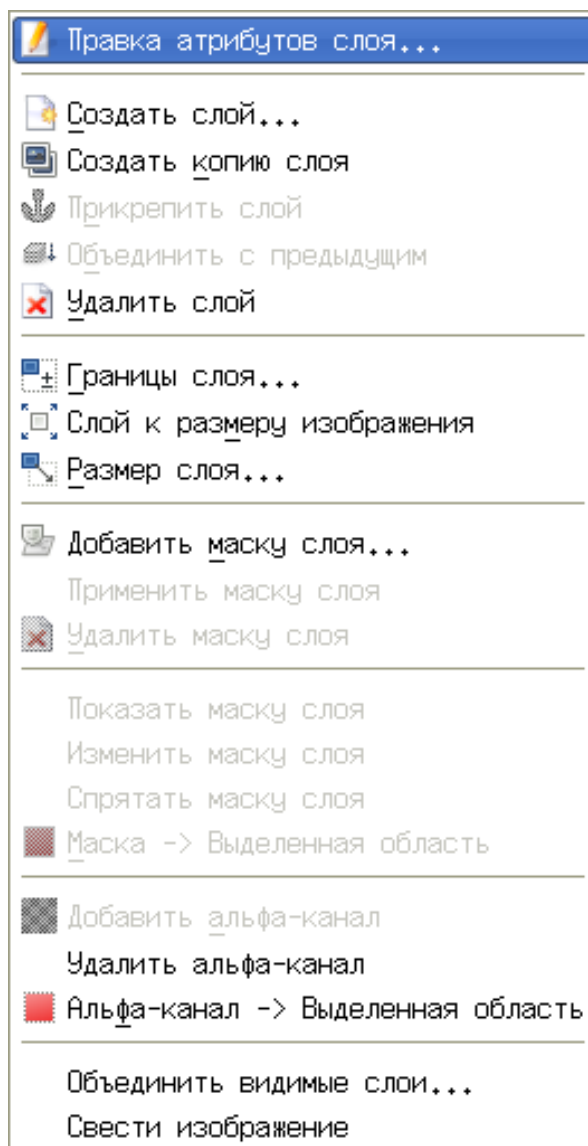 Правка атрибутов слоя...
Создать слой...
Создать копию слоя
Прикрепить слой
Объединить с предыдущим
Удалить слой
Границы слоя...
Слой к размеру изображения
Размер слоя...
Добавить маску слоя...
Применить маску слоя
Удалить маску слоя
Показать маску слоя
Изменить маску слоя
Спрятать маску слоя
Маска -> Выделенная область
Добавить альфа-канал
Удалить альфа-канал
Альфа-канал -> Выделенная область
Объединить видимые слои...
Свести изображение